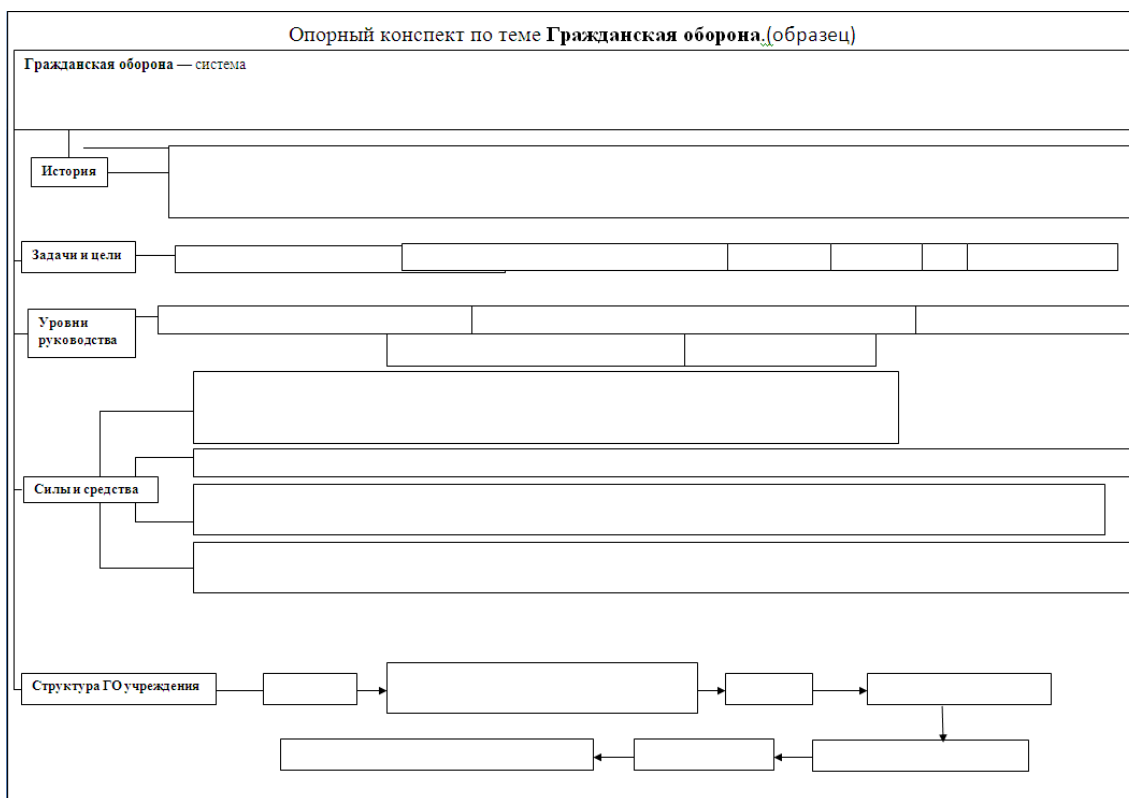 Опорный конспект по теме Гражданская оборона.(образец)
Гражданская оборона — система
История
Задачи и цели
Уровни
руководства
Силы и средства
Структура ГО учреждения